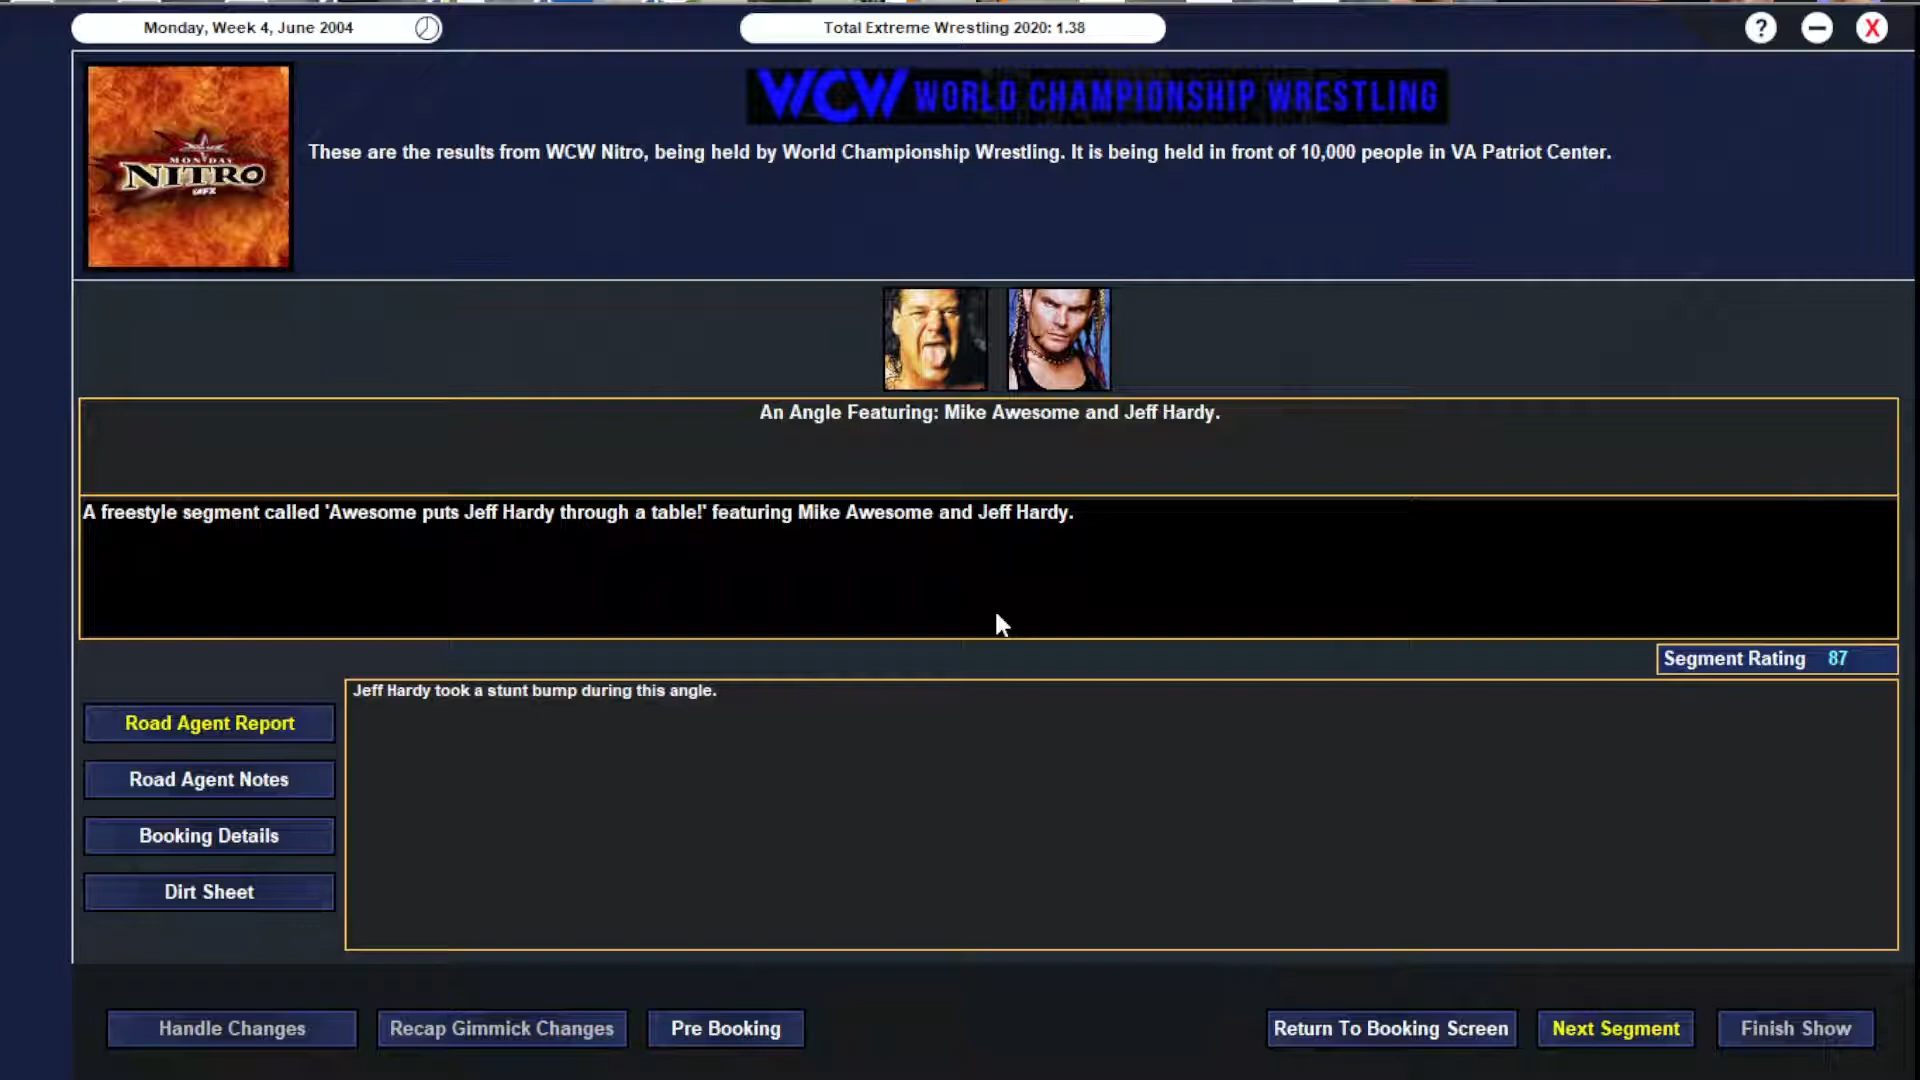 Monday, Week 4, June 2004
Total Extreme Wrestling 2020: 1.38
?
X
WCW WORLD CHAMPIONSHIP WRESTLING
MONDAY
NITRO
These are the results from WCW Nitro, being held by World Championship Wrestling. It is being held in front of 10,000 people in VA Patriot Center.
An Angle Featuring: Mike Awesome and Jeff Hardy.
A freestyle segment called 'Awesome puts Jeff Hardy through a table!' featuring Mike Awesome and Jeff Hardy.
Segment Rating 87
Jeff Hardy took a stunt bump during this angle.
Road Agent Report
Road Agent Notes
Booking Details
Dirt Sheet
Handle Changes
Recap Gimmick Changes
Pre Booking
Return To Booking Screen
Next Segment
Finish Show